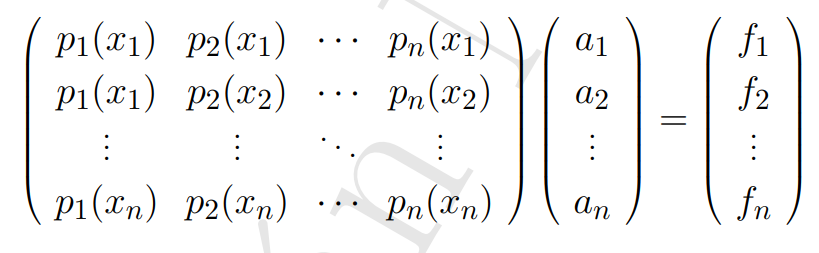 p₁(x₁) p₂(x₁) ⋯ pₙ(x₁) a₁ f₁
p₁(x₁) p₂(x₂) ⋯ pₙ(x₂) a₂ f₂
⋮ ⋮ ⋱ ⋮ ⋮ = ⋮
p₁(xₙ) p₂(xₙ) ⋯ pₙ(xₙ) aₙ fₙ